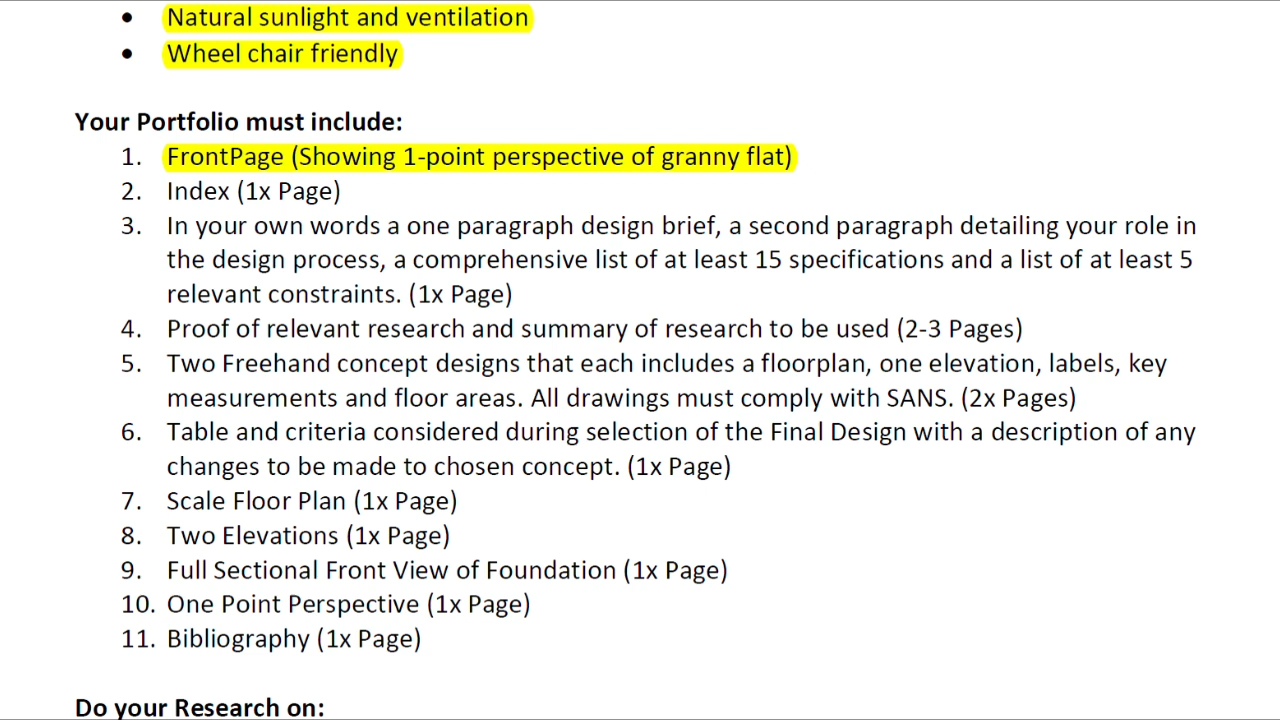 • Natural sunlight and ventilation
• Wheel chair friendly
Your Portfolio must include:
1. FrontPage (Showing 1-point perspective of granny flat)
2. Index (1x Page)
3. In your own words a one paragraph design brief, a second paragraph detailing your role in
the design process, a comprehensive list of at least 15 specifications and a list of at least 5
relevant constraints. (1x Page)
4. Proof of relevant research and summary of research to be used (2-3 Pages)
5. Two Freehand concept designs that each includes a floorplan, one elevation, labels, key
measurements and floor areas. All drawings must comply with SANS. (2x Pages)
6. Table and criteria considered during selection of the Final Design with a description of any
changes to be made to chosen concept. (1x Page)
7. Scale Floor Plan (1x Page)
8. Two Elevations (1x Page)
9. Full Sectional Front View of Foundation (1x Page)
10. One Point Perspective (1x Page)
11. Bibliography (1x Page)
Do your Research on: